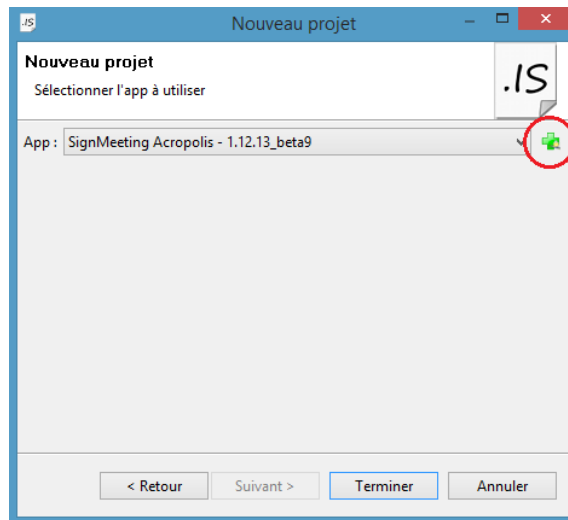 .IS
Nouveau projet
Nouveau projet
Sélectionner l'app à utiliser
.IS
App : SignMeeting Acropolis - 1.12.13_beta9
< Retour
Suivant >
Terminer
Annuler